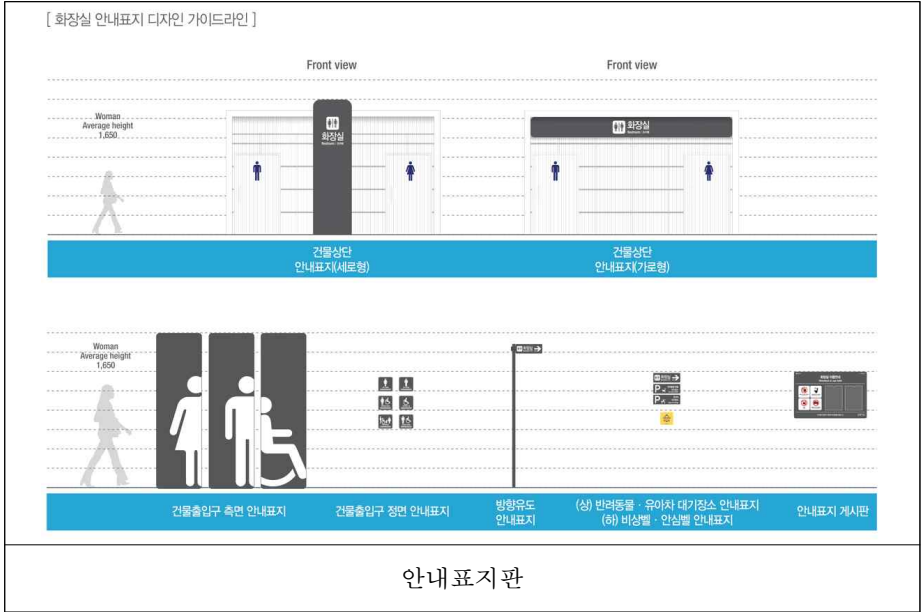 [ 화장실 안내표지 디자인 가이드라인 ]
Front view
Front view
Woman
Average height
1,650
화장실
화장실
건물상단
안내표지(세로형)
건물상단
안내표지(가로형)
Woman
Average height
1,650
화장실
건물출입구 측면 안내표지
건물출입구 정면 안내표지
방향유도
안내표지
(상) 반려동물 · 유아차 대기장소 안내표지
(하) 비상벨 · 안심벨 안내표지
안내표지 게시판
안내표지판